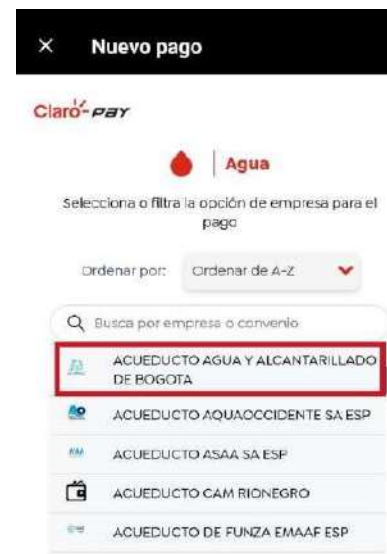 × Nuevo pago
Claro- pay
Agua
Selecciona o filtra la opción de empresa para el
pago
Ordenar por: Ordenar de A-Z
Busca por empresa o convenio
ACUEDUCTO AGUA Y ALCANTARILLADO
DE BOGOTA
ACUEDUCTO AQUAOCCIDENTE SA ESP
ACUEDUCTO ASAA SA ESP
ACUEDUCTO CAM RIONEGRO
ACUEDUCTO DE FUNZA EMAAF ESP